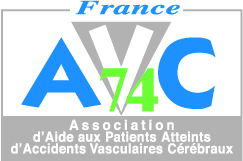 France
AVC
74
Association
d'Aide aux Patients Atteints
d'Accidents Vasculaires Cérébraux